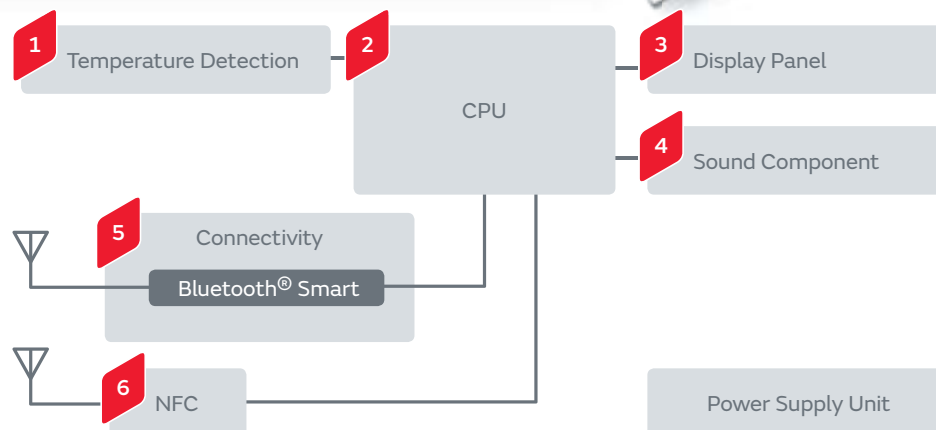 1
Temperature Detection
2
CPU
3
Display Panel
4
Sound Component
5
Connectivity
Bluetooth® Smart
6
NFC
Power Supply Unit